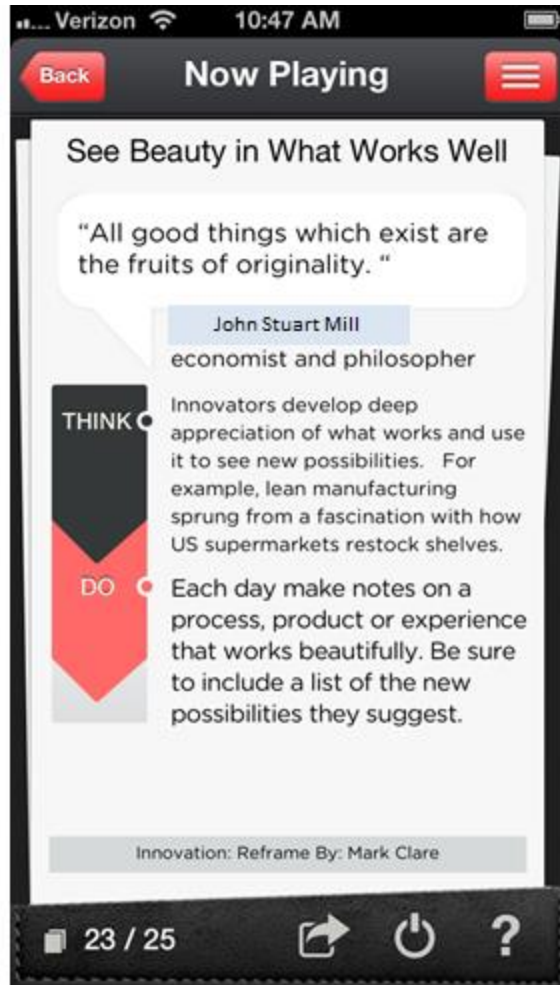 Verizon 10:47 AM
Back Now Playing
See Beauty in What Works Well
“All good things which exist are
the fruits of originality. “
John Stuart Mill
economist and philosopher
THINK
Innovators develop deep
appreciation of what works and use
it to see new possibilities. For
example, lean manufacturing
sprung from a fascination with how
US supermarkets restock shelves.
DO
Each day make notes on a
process, product or experience
that works beautifully. Be sure
to include a list of the new
possibilities they suggest.
Innovation: Reframe By: Mark Clare
23 / 25 ?